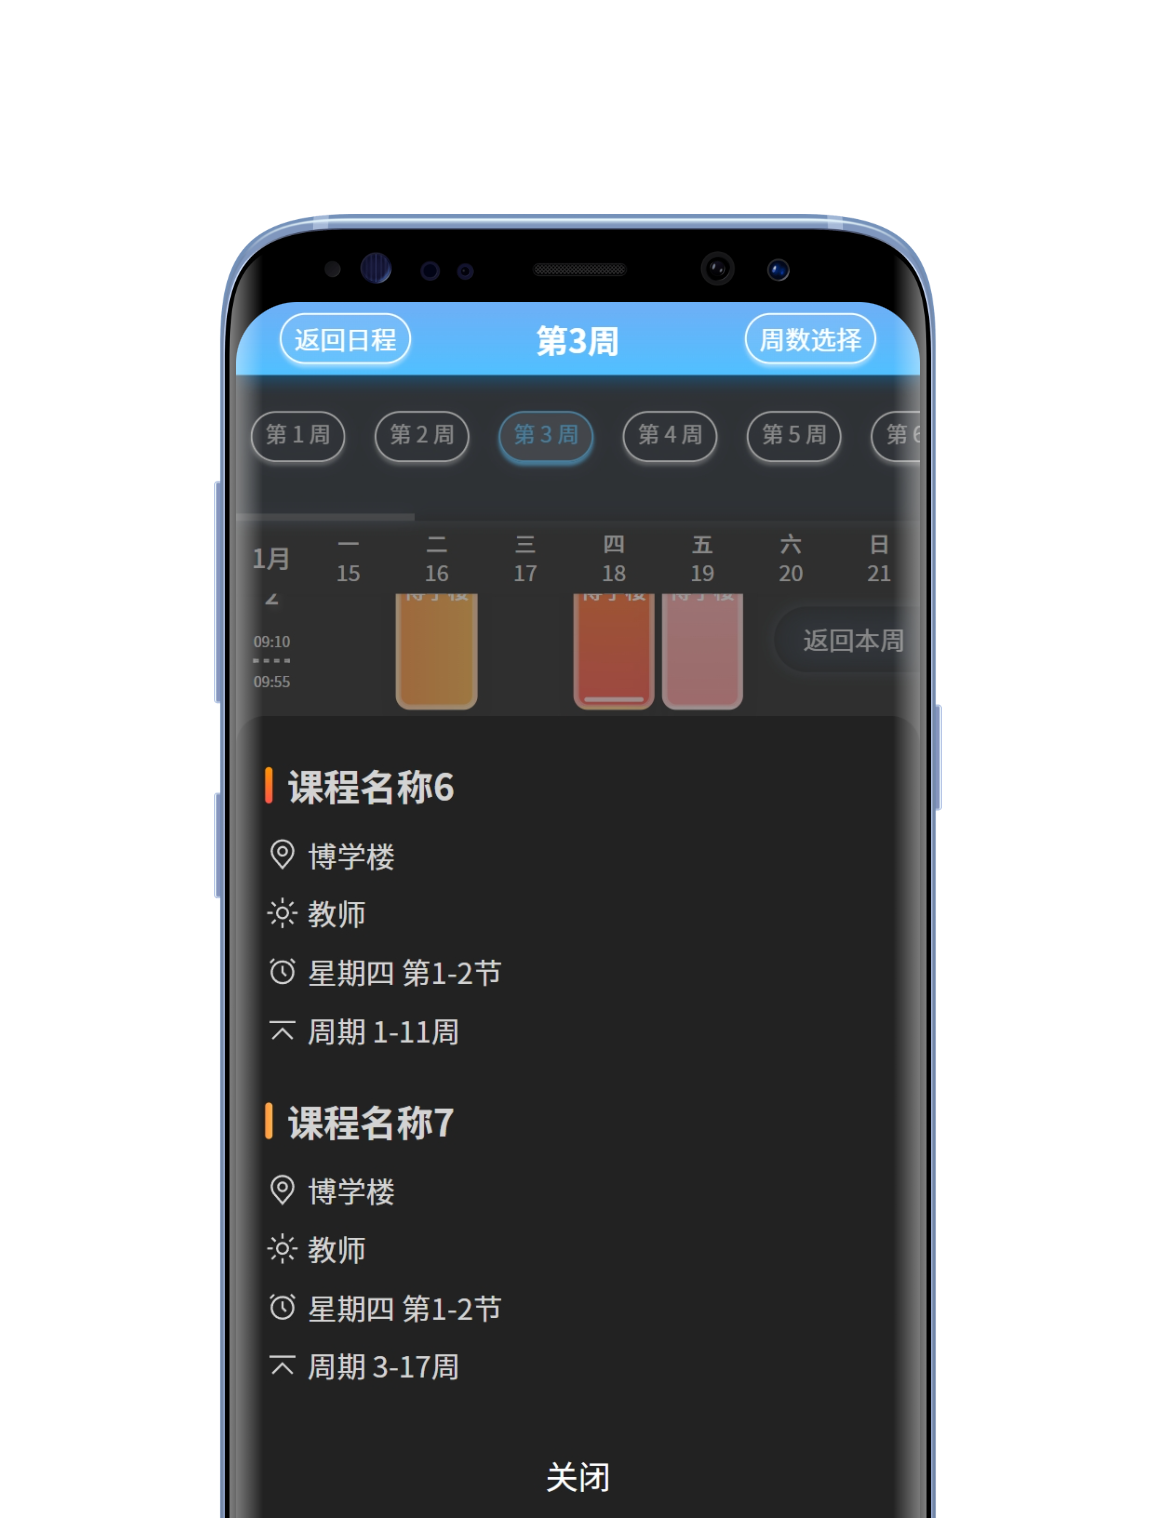 返回日程 第3周 周数选择
第 1 周 第 2 周 第 3 周 第 4 周 第 5 周 第 6
1月 一 二 三 四 五 六 日
15 16 17 18 19 20 21
2
09:10
09:55
返回本周
课程名称6
博学楼
教师
星期四 第1-2节
周期 1-11周
课程名称7
博学楼
教师
星期四 第1-2节
周期 3-17周
关闭